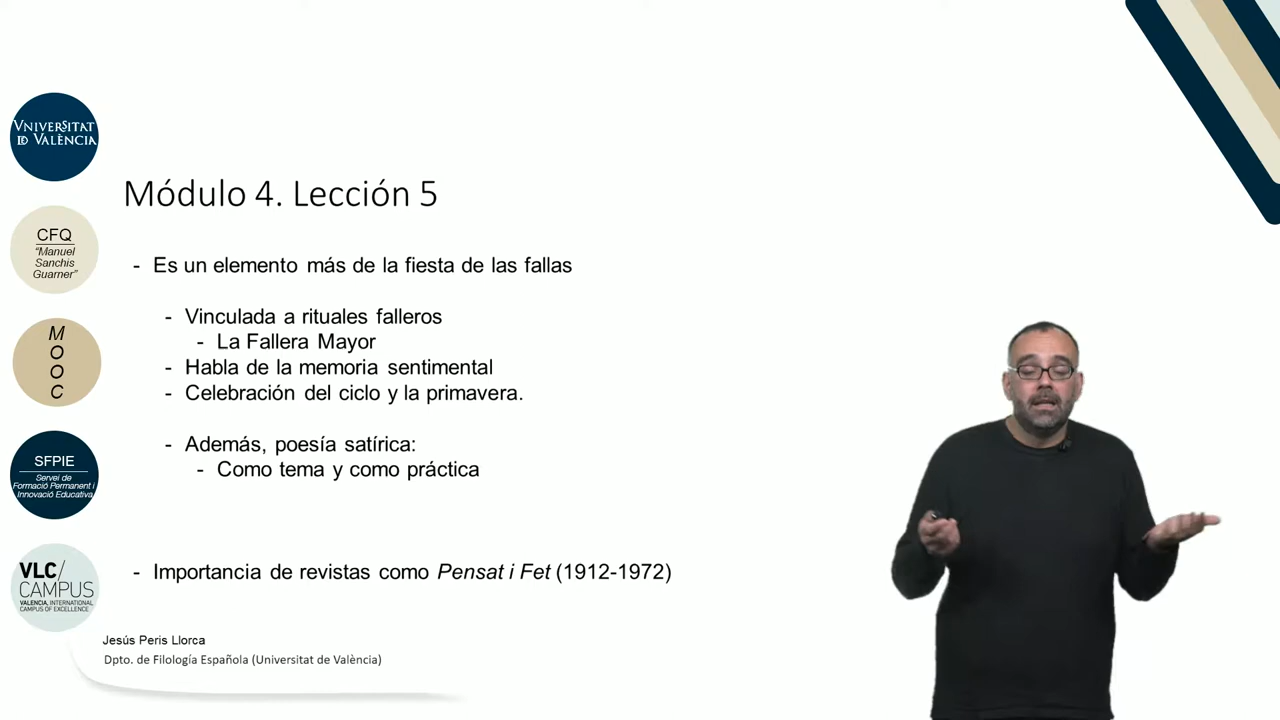 VNIVERSITAT
ID VALÈNCIA
CFQ
"Manuel
Sanchis
Guarner"
M
O
O
C
SFPIE
Servei de
Formació Permanent i
Innovació Educativa
VLC/
CAMPUS
VALENCIA, INTERNATIONAL
CAMPUS OF EXCELLENCE
Módulo 4. Lección 5
- Es un elemento más de la fiesta de las fallas
- Vinculada a rituales falleros
- La Fallera Mayor
- Habla de la memoria sentimental
- Celebración del ciclo y la primavera.
- Además, poesía satírica:
- Como tema y como práctica
- Importancia de revistas como Pensat i Fet (1912-1972)
Jesús Peris Llorca
Dpto. de Filología Española (Universitat de València)